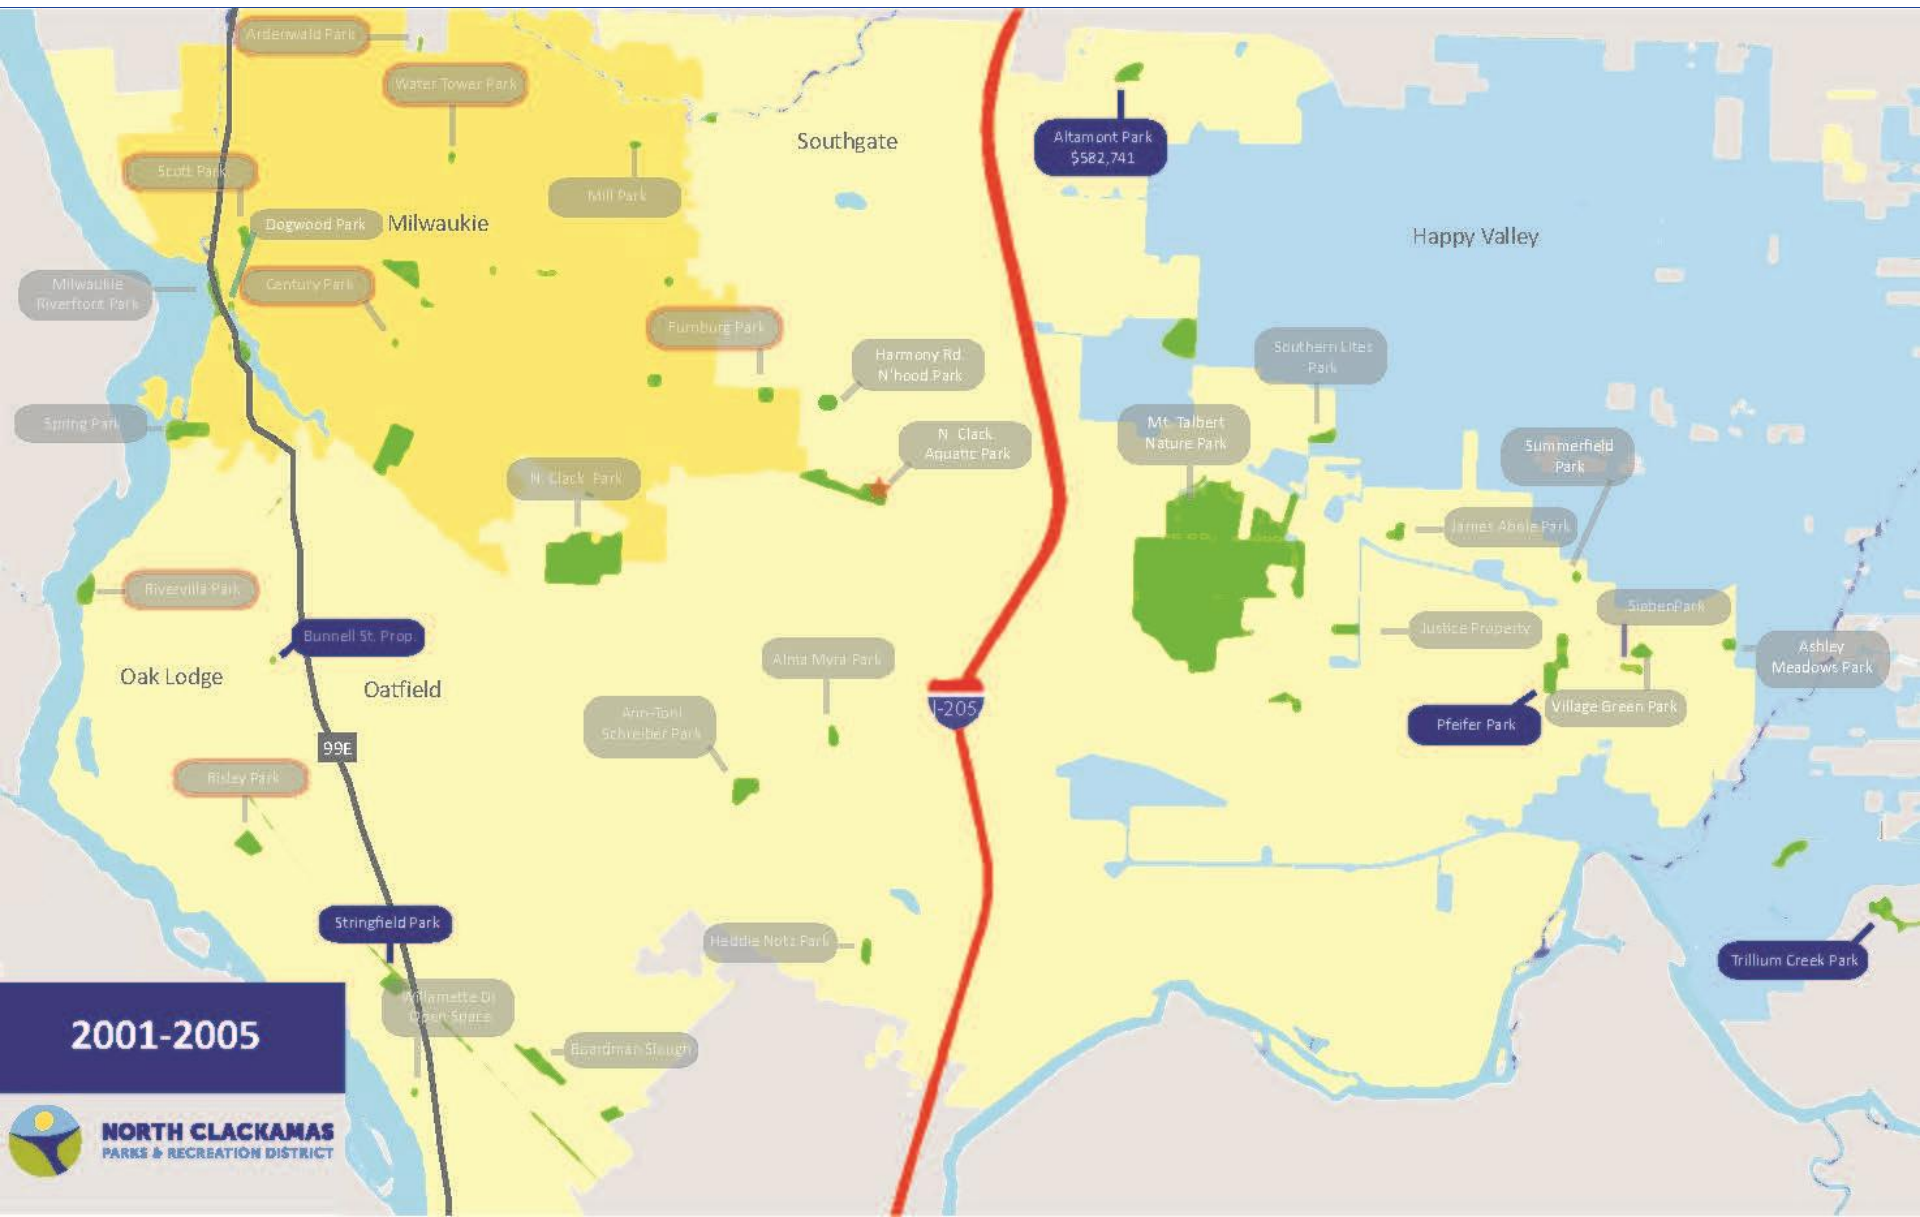 Ardenwald Park
Water Tower Park
Southgate
Altamont Park
$582,741
Scott Park
Mill Park
Dogwood Park
Milwaukie
Happy Valley
Milwaukie
Riverfront Park
Century Park
Furnburg Park
Harmony Rd.
N'hood Park
Southern Lites
Park
Spring Park
N. Clack.
Aquatic Park
Mt. Talbert
Nature Park
Summerfield
Park
N. Clack. Park
James Abele Park
Rivervilla Park
SiebenPark
Bunnell St. Prop.
Justice Property
Ashley
Meadows Park
Alma Myra Park
Oak Lodge
Oatfield
Ann-Toni
Schreiber Park
I-205
Pfeifer Park
Village Green Park
99E
Risley Park
Stringfield Park
Heddie Notz Park
Trillium Creek Park
Willamette Dr
Open Space
2001-2005
Boardman Slough
NORTH CLACKAMAS
PARKS & RECREATION DISTRICT